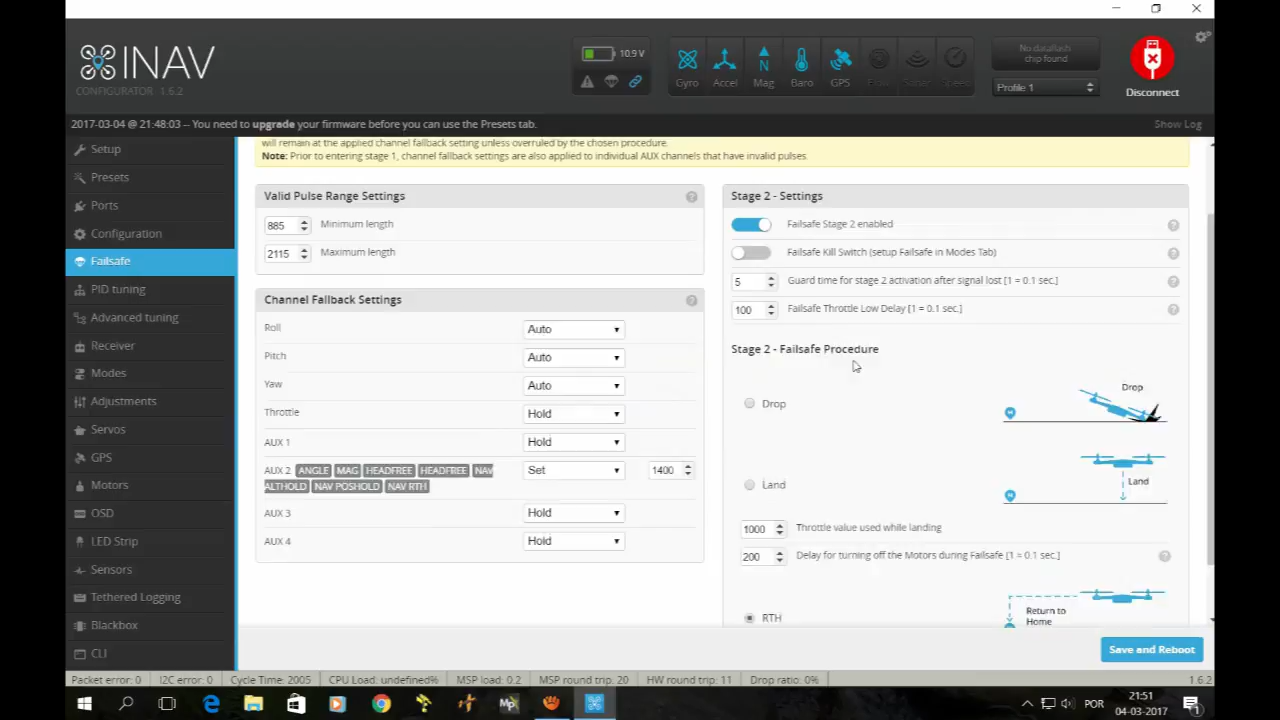 INAV
CONFIGURATOR 1.6.2
10.9 V
Gyro
Accel
Mag
Baro
GPS
Flow
Sonar
Speed
No dataflash
chip found
Profile 1
Disconnect
2017-03-04 @ 21:48:03 -- You need to upgrade your firmware before you can use the Presets tab.
Show Log
Setup
Presets
Ports
Configuration
Failsafe
PID tuning
Advanced tuning
Receiver
Modes
Adjustments
Servos
GPS
Motors
OSD
LED Strip
Sensors
Tethered Logging
Blackbox
CLI
will remain at the applied channel fallback setting unless overruled by the chosen procedure.
Note: Prior to entering stage 1, channel fallback settings are also applied to individual AUX channels that have invalid pulses.
Valid Pulse Range Settings
885 Minimum length
2115 Maximum length
Channel Fallback Settings
Roll Auto
Pitch Auto
Yaw Auto
Throttle Hold
AUX 1 Hold
AUX 2 ANGLE MAG HEADFREE HEADFREE NAV Set 1400
ALTHOLD NAV POSHOLD NAV RTH
AUX 3 Hold
AUX 4 Hold
Stage 2 - Settings
Failsafe Stage 2 enabled
Failsafe Kill Switch (setup Failsafe in Modes Tab)
5 Guard time for stage 2 activation after signal lost [1 = 0.1 sec.]
100 Failsafe Throttle Low Delay [1 = 0.1 sec.]
Stage 2 - Failsafe Procedure
Drop
Drop
Land
Land
1000 Throttle value used while landing
200 Delay for turning off the Motors during Failsafe [1 = 0.1 sec.]
RTH
Return to
Home
Save and Reboot
Packet error: 0
I2C error: 0
Cycle Time: 2005
CPU Load: undefined%
MSP load: 0.2
MSP round trip: 20
HW round trip: 11
Drop ratio: 0%
1.6.2
POR
21:51
04-03-2017